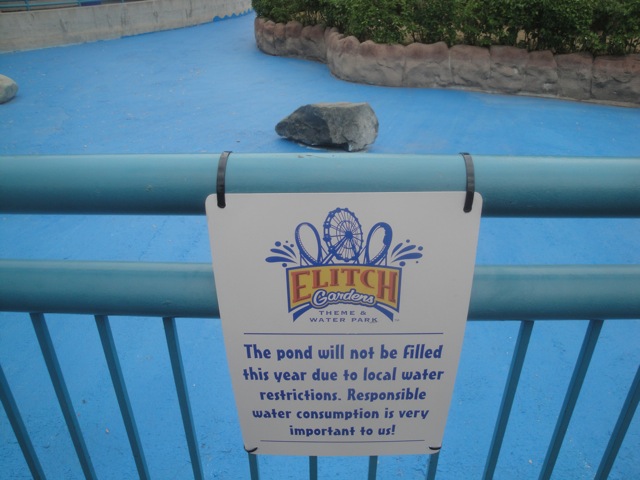 ELITCH
Gardens
THEME &
WATER PARK
The pond will not be filled
this year due to local water
restrictions. Responsible
water consumption is very
important to us!